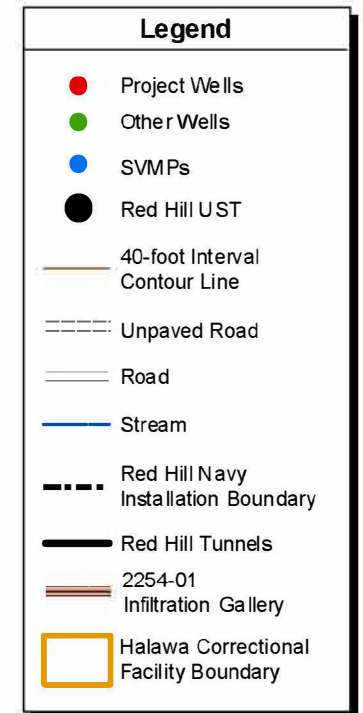 Legend
Project Wells
Other Wells
SVMPs
Red Hill UST
40-foot Interval
Contour Line
Unpaved Road
Road
Stream
Red Hill Navy
Installation Boundary
Red Hill Tunnels
2254-01
Infiltration Gallery
Halawa Correctional
Facility Boundary